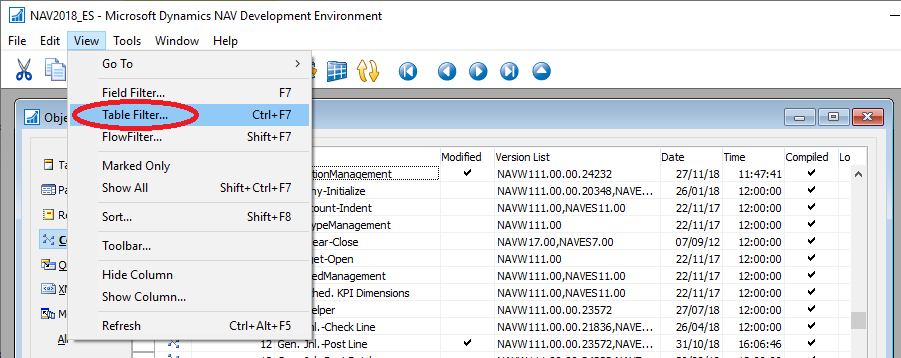 NAV2018_ES - Microsoft Dynamics NAV Development Environment
File Edit View Tools Window Help
Go To
Field Filter... F7
Table Filter... Ctrl+F7
FlowFilter... Shift+F7
Marked Only
Show All Shift+Ctrl+F7
Sort... Shift+F8
Toolbar...
Hide Column
Show Column...
Refresh Ctrl+Alt+F5
Obje
Modified Version List Date Time Compiled Lo
tionManagement NAVW111.00.00.24232 27/11/18 11:47:41
ny-Initialize NAVW111.00.00.20348,NAVE... 26/01/18 12:00:00
count-Indent NAVW111.00,NAVES11.00 22/11/17 12:00:00
TypeManagement NAVW111.00 22/11/17 12:00:00
ear-Close NAVW17.00,NAVES7.00 07/09/12 12:00:00
et-Open NAVW111.00 22/11/17 12:00:00
edManagement NAVW111.00,NAVES11.00 22/11/17 12:00:00
hed. KPI Dimensions NAVW111.00,NAVES11.00 22/11/17 12:00:00
elper NAVW111.00.00.23572 27/07/18 12:00:00
Jnl.-Check Line NAVW111.00.00.21836,NAVES... 26/04/18 12:00:00
12 Gen. Jnl.-Post Line NAVW111.00.00.23572,NAVE... 31/10/18 16:06:46
Ta
Pa
Re
Co
Q
XM
M
Al